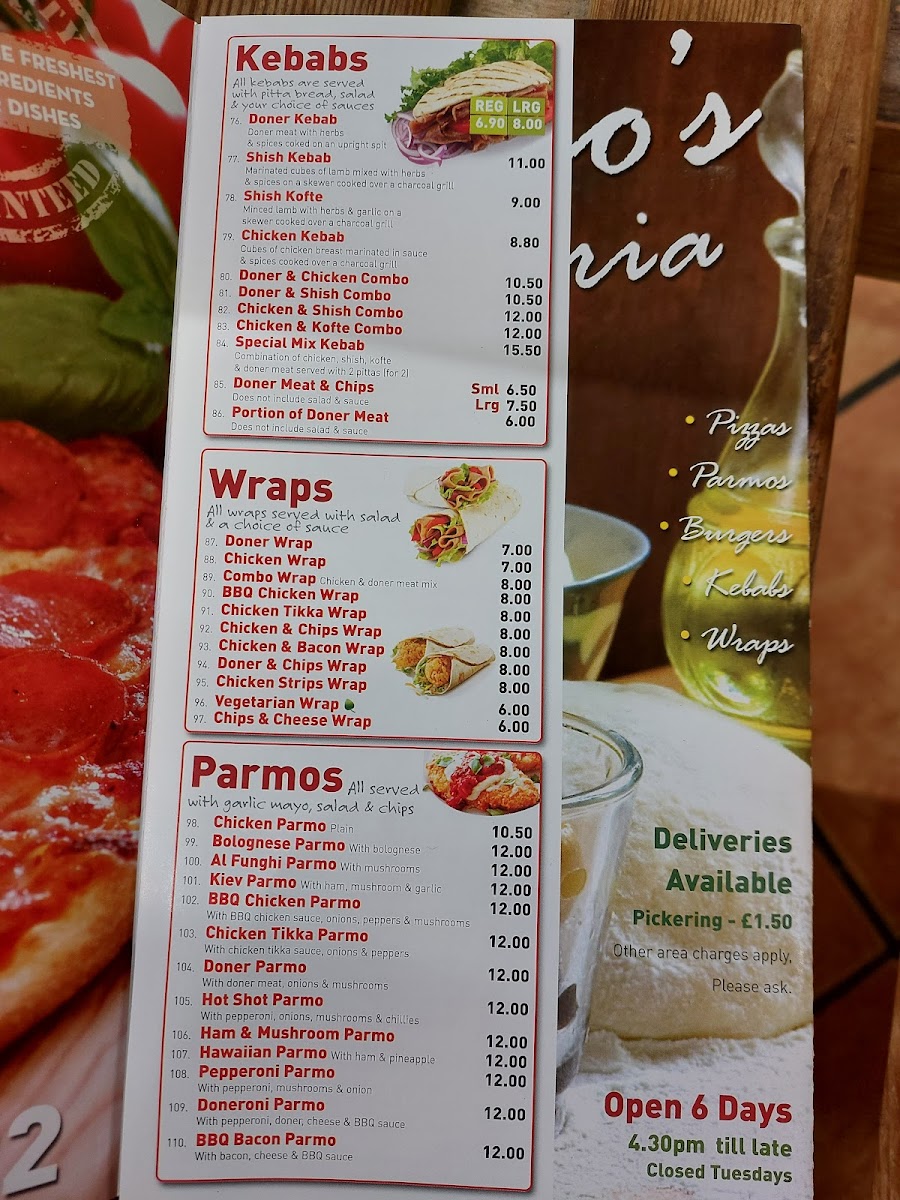 E FRESHEST
REDIENTS
DISHES
NTEED
2
Kebabs
All kebabs are served
with pitta bread, salad
& your choice of sauces
REG LRG
6.90 8.00
76. Doner Kebab
Doner meat with herbs
& spices coked on an upright spit
77. Shish Kebab 11.00
Marinated cubes of lamb mixed with herbs
& spices on a skewer cooked over a charcoal grill
78. Shish Kofte 9.00
Minced lamb with herbs & garlic on a
skewer cooked over a charcoal grill
79. Chicken Kebab 8.80
Cubes of chicken breast marinated in sauce
& spices cooked over a charcoal grill
80. Doner & Chicken Combo 10.50
81. Doner & Shish Combo 10.50
82. Chicken & Shish Combo 12.00
83. Chicken & Kofte Combo 12.00
84. Special Mix Kebab 15.50
Combination of chicken, shish, kofte
& doner meat served with 2 pittas (for 2)
85. Doner Meat & Chips Sml 6.50
Does not include salad & sauce Lrg 7.50
86. Portion of Doner Meat 6.00
Does not include salad & sauce
Wraps
All wraps served with salad
& a choice of sauce
87. Doner Wrap 7.00
88. Chicken Wrap 7.00
89. Combo Wrap Chicken & doner meat mix 8.00
90. BBQ Chicken Wrap 8.00
91. Chicken Tikka Wrap 8.00
92. Chicken & Chips Wrap 8.00
93. Chicken & Bacon Wrap 8.00
94. Doner & Chips Wrap 8.00
95. Chicken Strips Wrap 8.00
96. Vegetarian Wrap 6.00
97. Chips & Cheese Wrap 6.00
Parmos All served
with garlic mayo, salad & chips
98. Chicken Parmo Plain 10.50
99. Bolognese Parmo With bolognese 12.00
100. Al Funghi Parmo With mushrooms 12.00
101. Kiev Parmo With ham, mushroom & garlic 12.00
102. BBQ Chicken Parmo 12.00
With BBQ chicken sauce, onions, peppers & mushrooms
103. Chicken Tikka Parmo 12.00
With chicken tikka sauce, onions & peppers
104. Doner Parmo 12.00
With doner meat, onions & mushrooms
105. Hot Shot Parmo 12.00
With pepperoni, onions, mushrooms & chillies
106. Ham & Mushroom Parmo 12.00
107. Hawaiian Parmo With ham & pineapple 12.00
108. Pepperoni Parmo 12.00
With pepperoni, mushrooms & onion
109. Doneroni Parmo 12.00
With pepperoni, doner, cheese & BBQ sauce
110. BBQ Bacon Parmo 12.00
With bacon, cheese & BBQ sauce
o's
ria
• Pizzas
• Parmos
• Burgers
• Kebabs
• Wraps
Deliveries
Available
Pickering - £1.50
Other area charges apply,
Please ask.
Open 6 Days
4.30pm till late
Closed Tuesdays